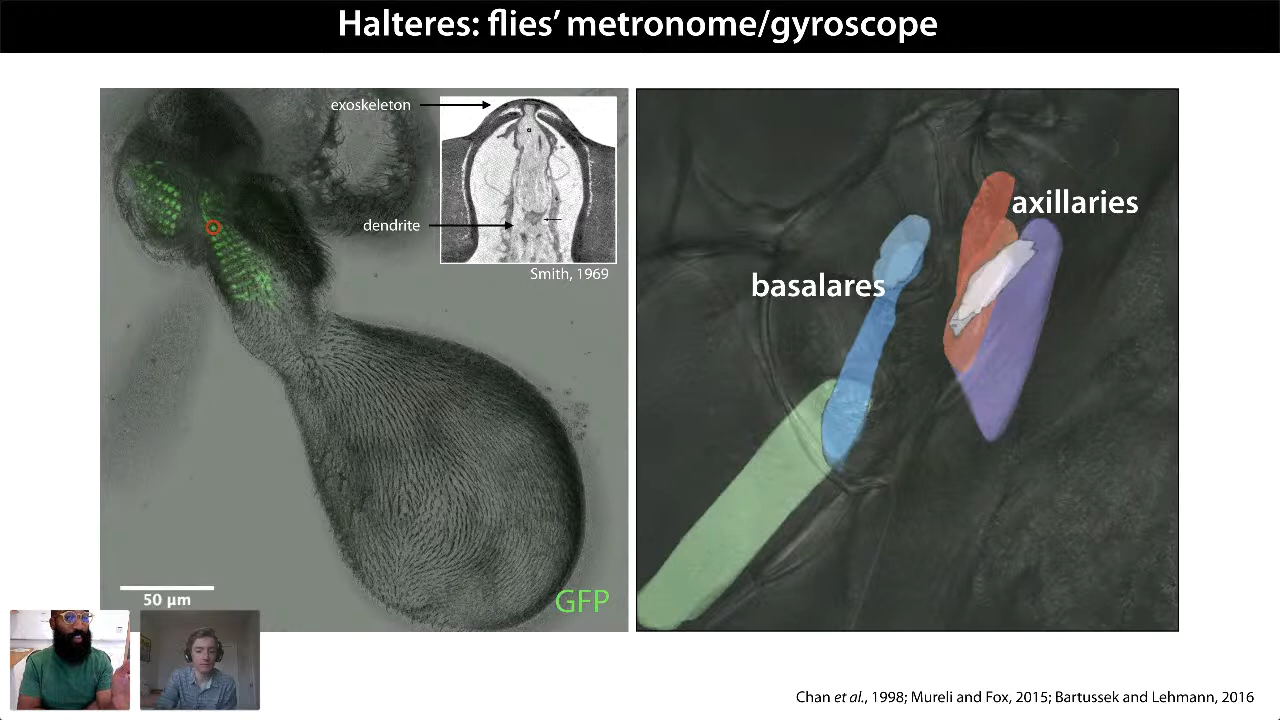 Halteres: flies’ metronome/gyroscope
exoskeleton
dendrite
Smith, 1969
50 µm
GFP
axillaries
basalares
Chan et al., 1998; Mureli and Fox, 2015; Bartussek and Lehmann, 2016